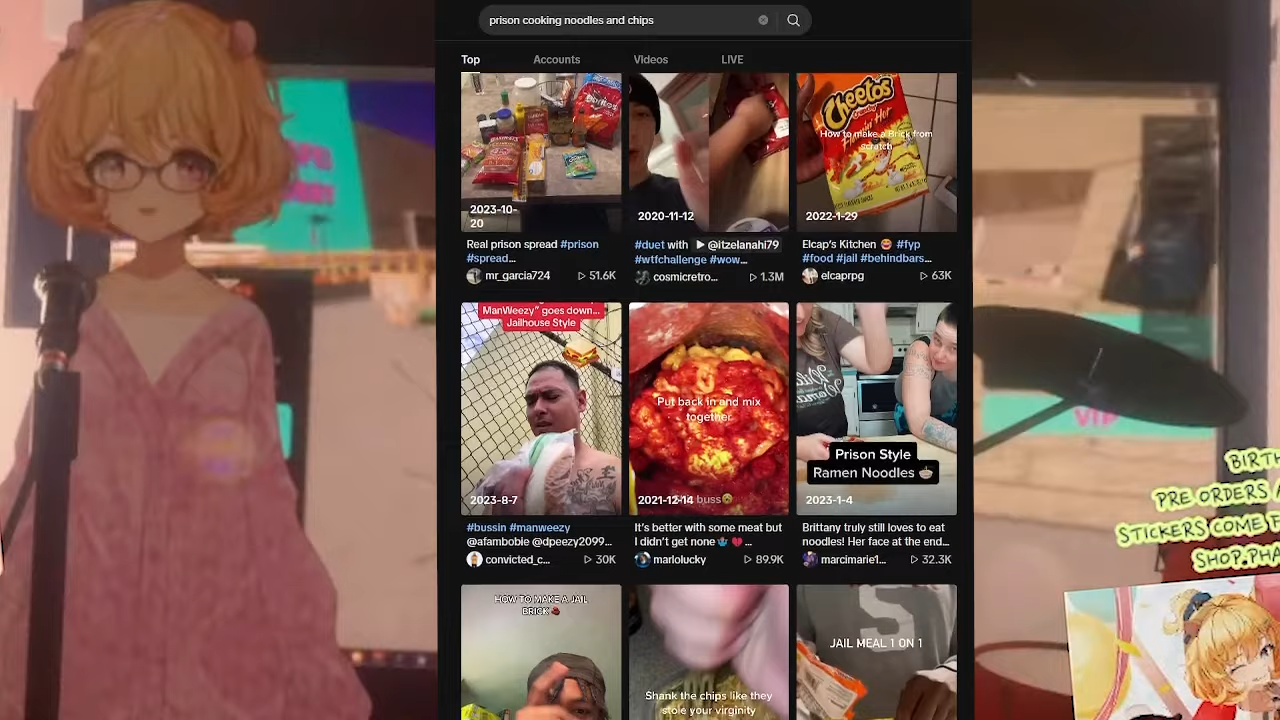 prison cooking noodles and chips
Top
Accounts
Videos
LIVE
Doritos
2023-10-
20
2020-11-12
Cheetos
Flamin' Hot
How to make a Brick from
scratch
2022-1-29
Real prison spread #prison
#spread...
mr_garcia724
51.6K
#duet with @itzelanahi79
#wtfchallenge #wow...
cosmicretro...
1.3M
Elcap's Kitchen #fyp
#food #jail #behindbars...
elcaprpg
63K
ManWeezy" goes down...
Jailhouse Style
2023-8-7
Put back in and mix
together
2021-12-14
buss
Prison Style
Ramen Noodles
2023-1-4
#bussin #manweezy
@afambobie @dpeezy2099...
convicted_c...
30K
It's better with some meat but
I didn't get none ...
marlolucky
89.9K
Brittany truly still loves to eat
noodles! Her face at the end...
marcimarie1...
32.3K
HOW TO MAKE A JAIL
BRICK
Shank the chips like they
stole your virginity
JAIL MEAL 1 ON 1
VIP
BIRTH
PRE ORDERS A
STICKERS COME F
SHOP.PHA